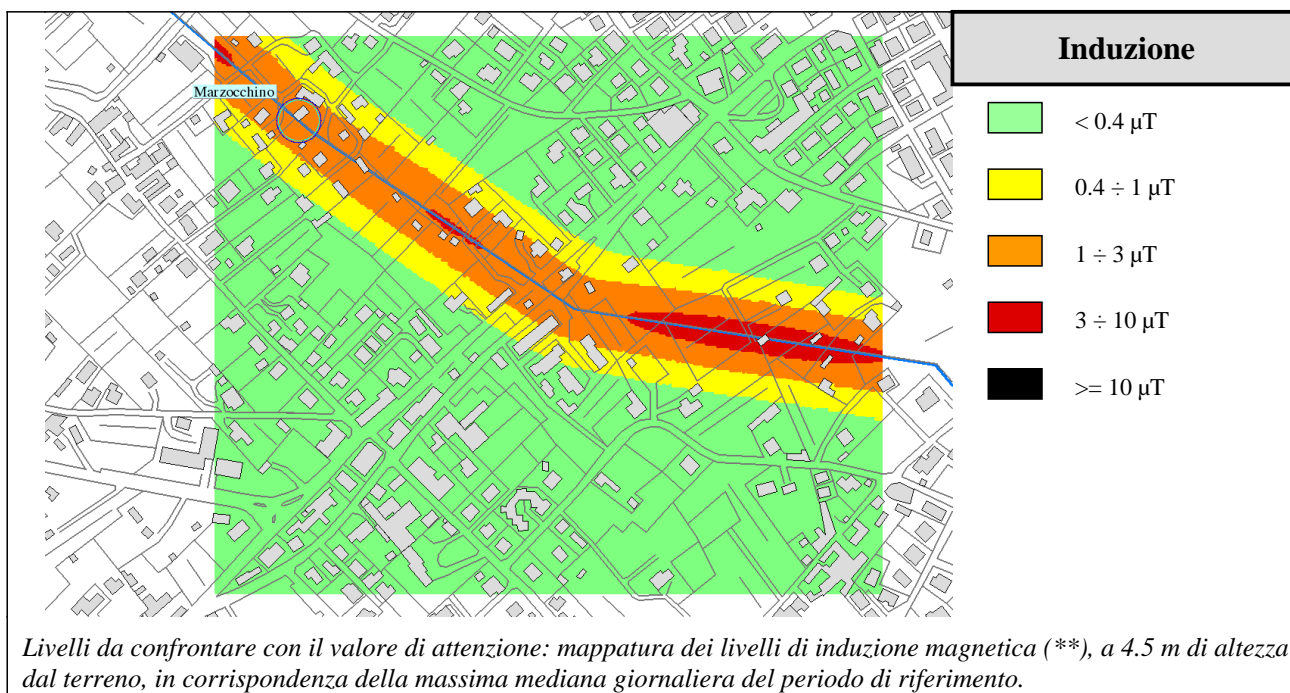 Induzione
Marzocchino
< 0.4 µT
0.4 ÷ 1 µT
1 ÷ 3 µT
3 ÷ 10 µT
>= 10 µT
Livelli da confrontare con il valore di attenzione: mappatura dei livelli di induzione magnetica (**), a 4.5 m di altezza
dal terreno, in corrispondenza della massima mediana giornaliera del periodo di riferimento.